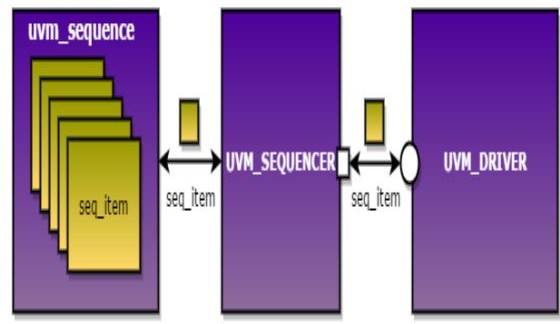 uvm_sequence
seq_item
seq_item
UVM_SEQUENCER
seq_item
UVM_DRIVER